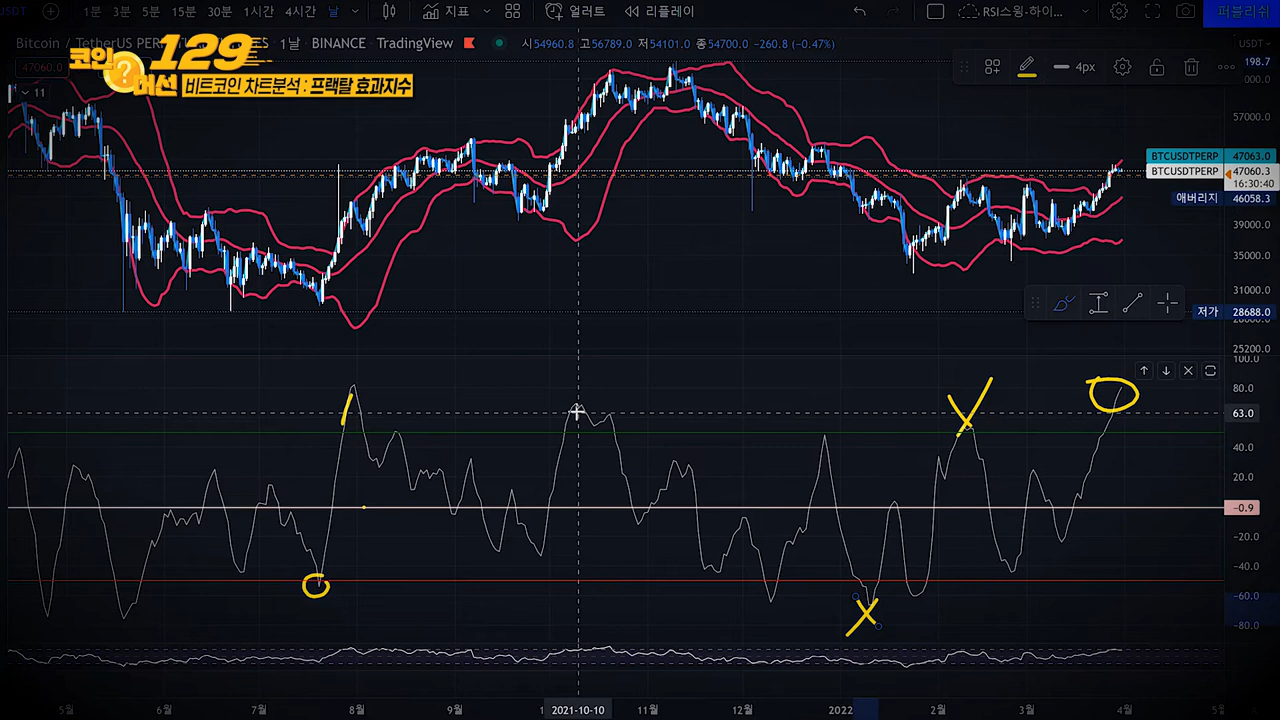 USDT 1분 3분 5분 15분 30분 1시간 4시간 날 지표 얼러트 리플레이 RSI스윙-하이... 퍼블리쉬
Bitcoin / TetherUS PERPETUAL FUTURES · 1날 · BINANCE · TradingView 시54960.8 고56789.0 저54101.0 종54700.0 -260.8 (-0.47%) USDT
코인 129
? 머선
비트코인 차트분석 : 프랙탈 효과지수
47060.0
11
4px
198.7
57000.0
BTCUSDTPERP 47063.0
BTCUSDTPERP 47060.3
16:30:40
애버리지 46058.3
39000.0
35000.0
31000.0
저가 28688.0
25200.0
100.0
80.0
63.0
40.0
20.0
-0.9
-20.0
-40.0
-60.0
-80.0
5월 6월 7월 8월 9월 1 2021-10-10 11월 12월 2022 2월 3월 4월 5월